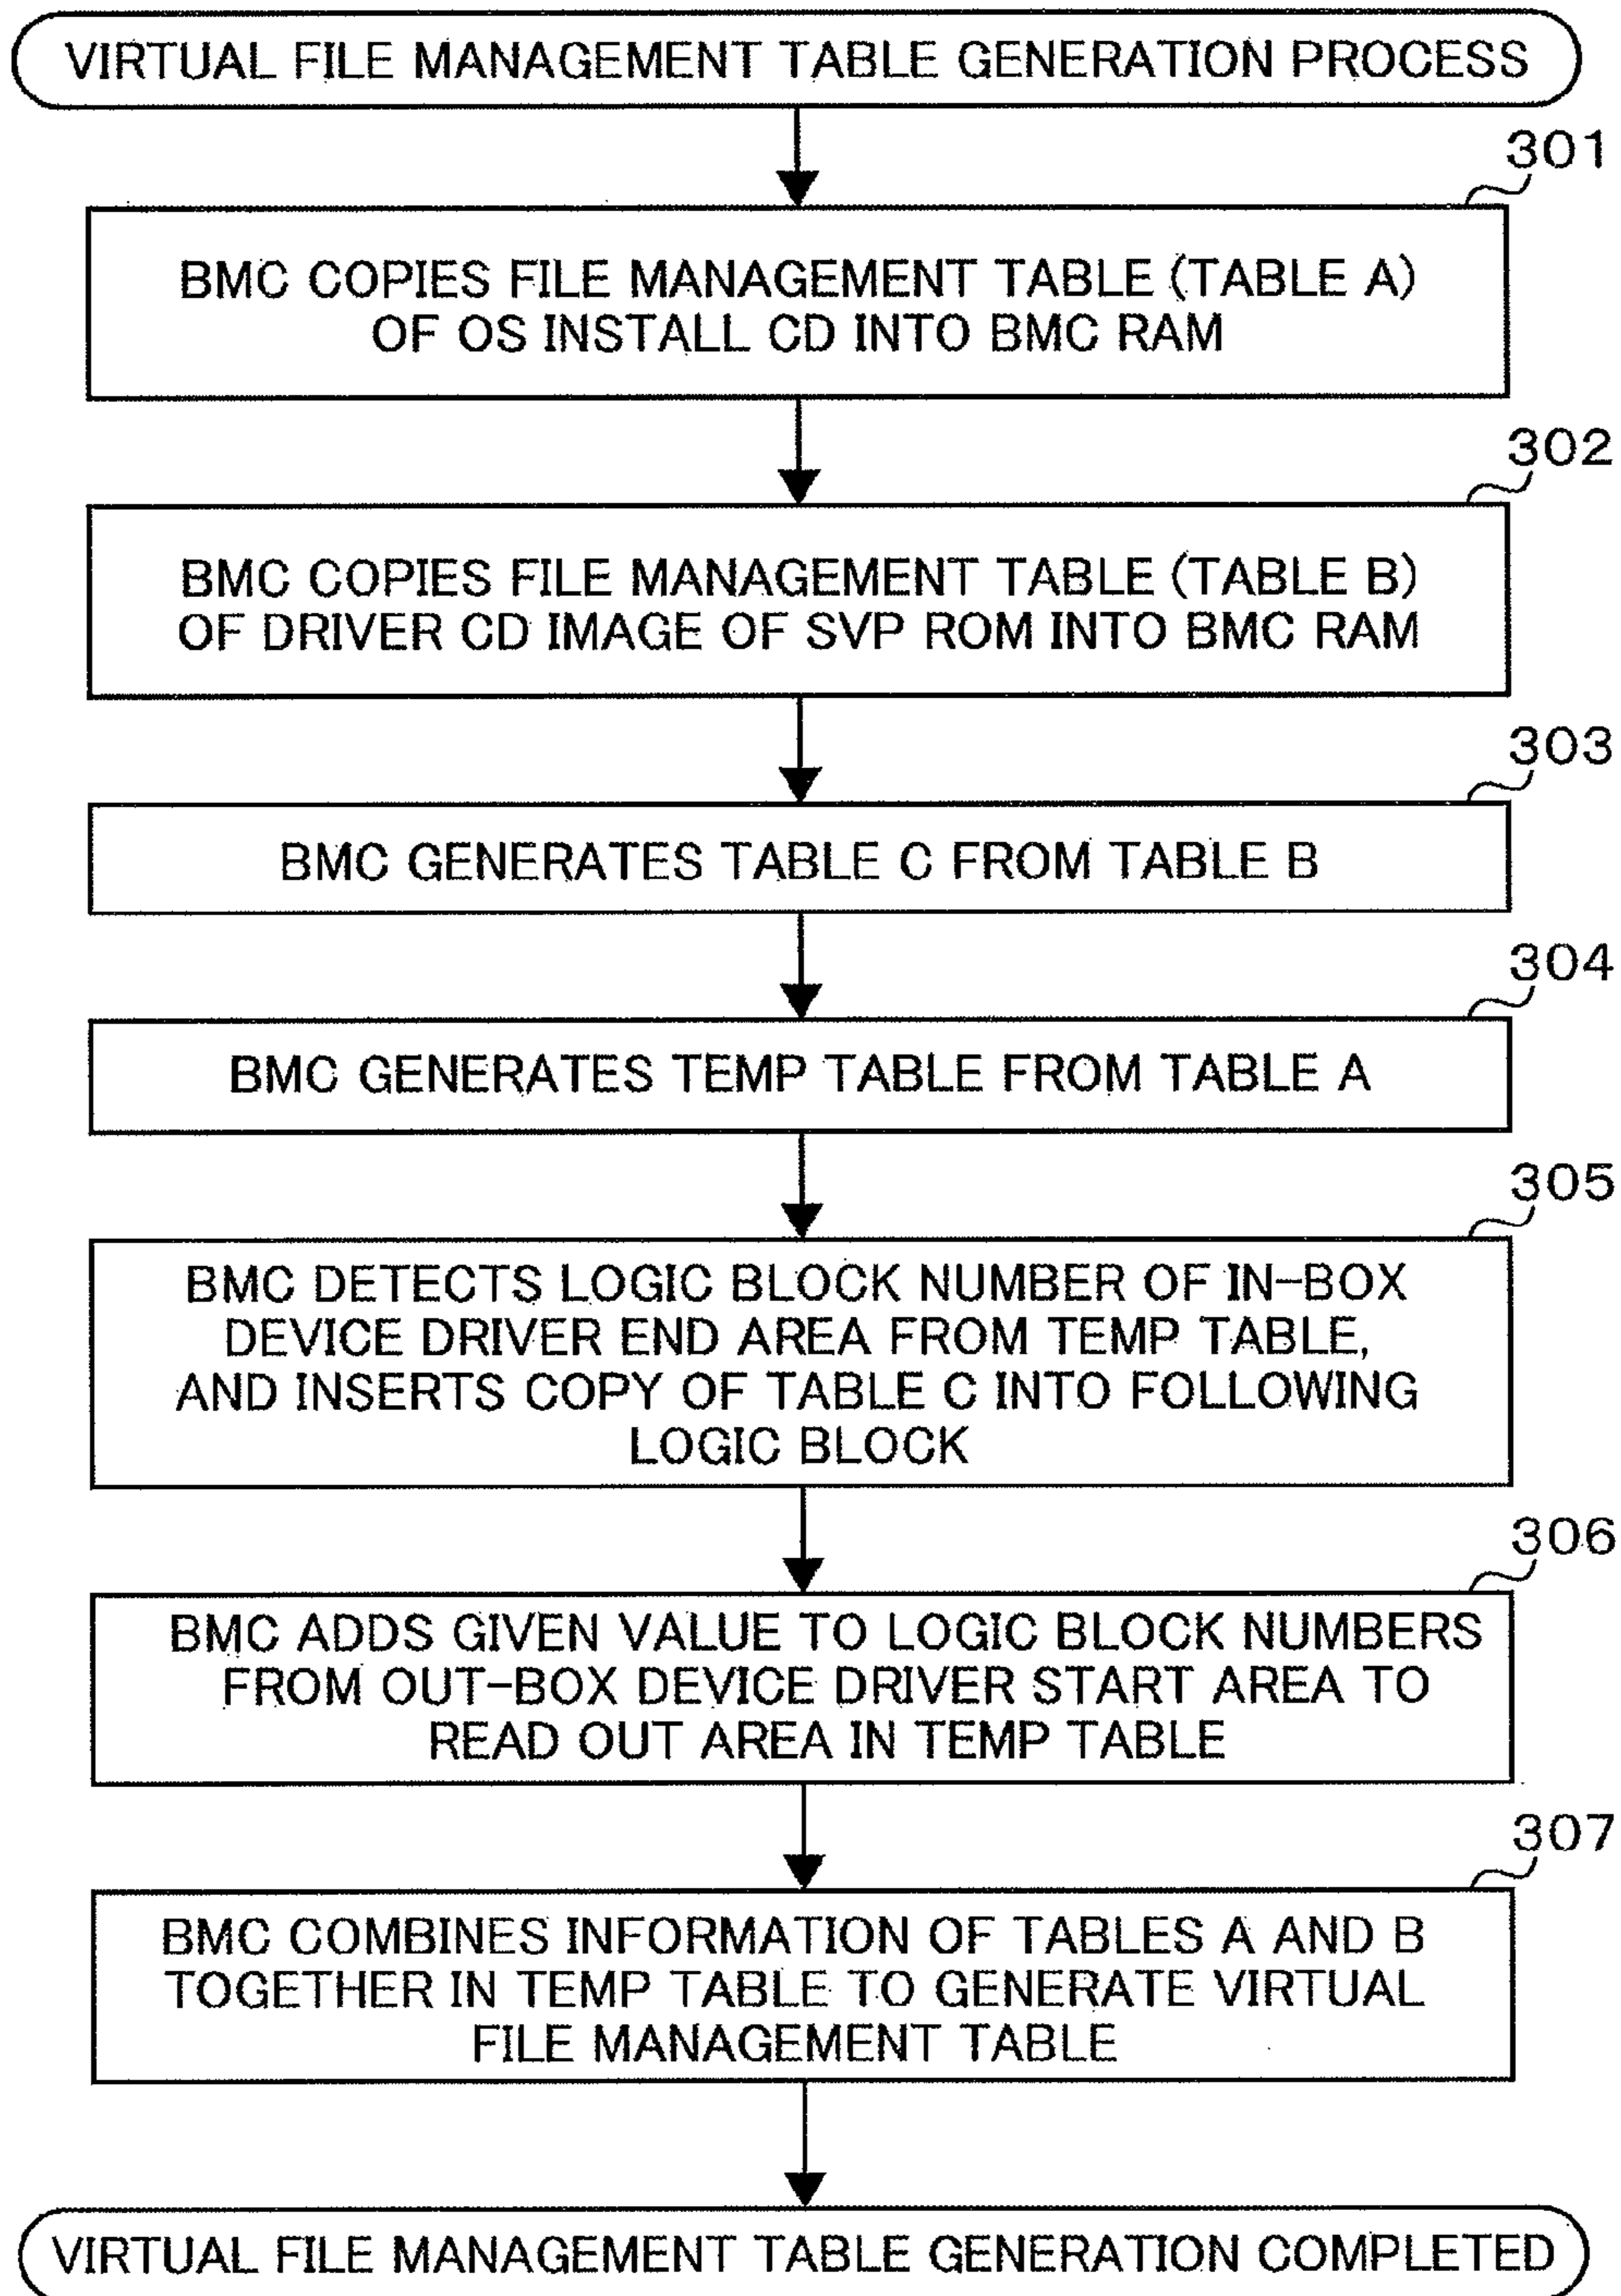 VIRTUAL FILE MANAGEMENT TABLE GENERATION PROCESS
301
BMC COPIES FILE MANAGEMENT TABLE (TABLE A)
OF OS INSTALL CD INTO BMC RAM
302
BMC COPIES FILE MANAGEMENT TABLE (TABLE B)
OF DRIVER CD IMAGE OF SVP ROM INTO BMC RAM
303
BMC GENERATES TABLE C FROM TABLE B
304
BMC GENERATES TEMP TABLE FROM TABLE A
305
BMC DETECTS LOGIC BLOCK NUMBER OF IN-BOX
DEVICE DRIVER END AREA FROM TEMP TABLE,
AND INSERTS COPY OF TABLE C INTO FOLLOWING
LOGIC BLOCK
306
BMC ADDS GIVEN VALUE TO LOGIC BLOCK NUMBERS
FROM OUT-BOX DEVICE DRIVER START AREA TO
READ OUT AREA IN TEMP TABLE
307
BMC COMBINES INFORMATION OF TABLES A AND B
TOGETHER IN TEMP TABLE TO GENERATE VIRTUAL
FILE MANAGEMENT TABLE
VIRTUAL FILE MANAGEMENT TABLE GENERATION COMPLETED